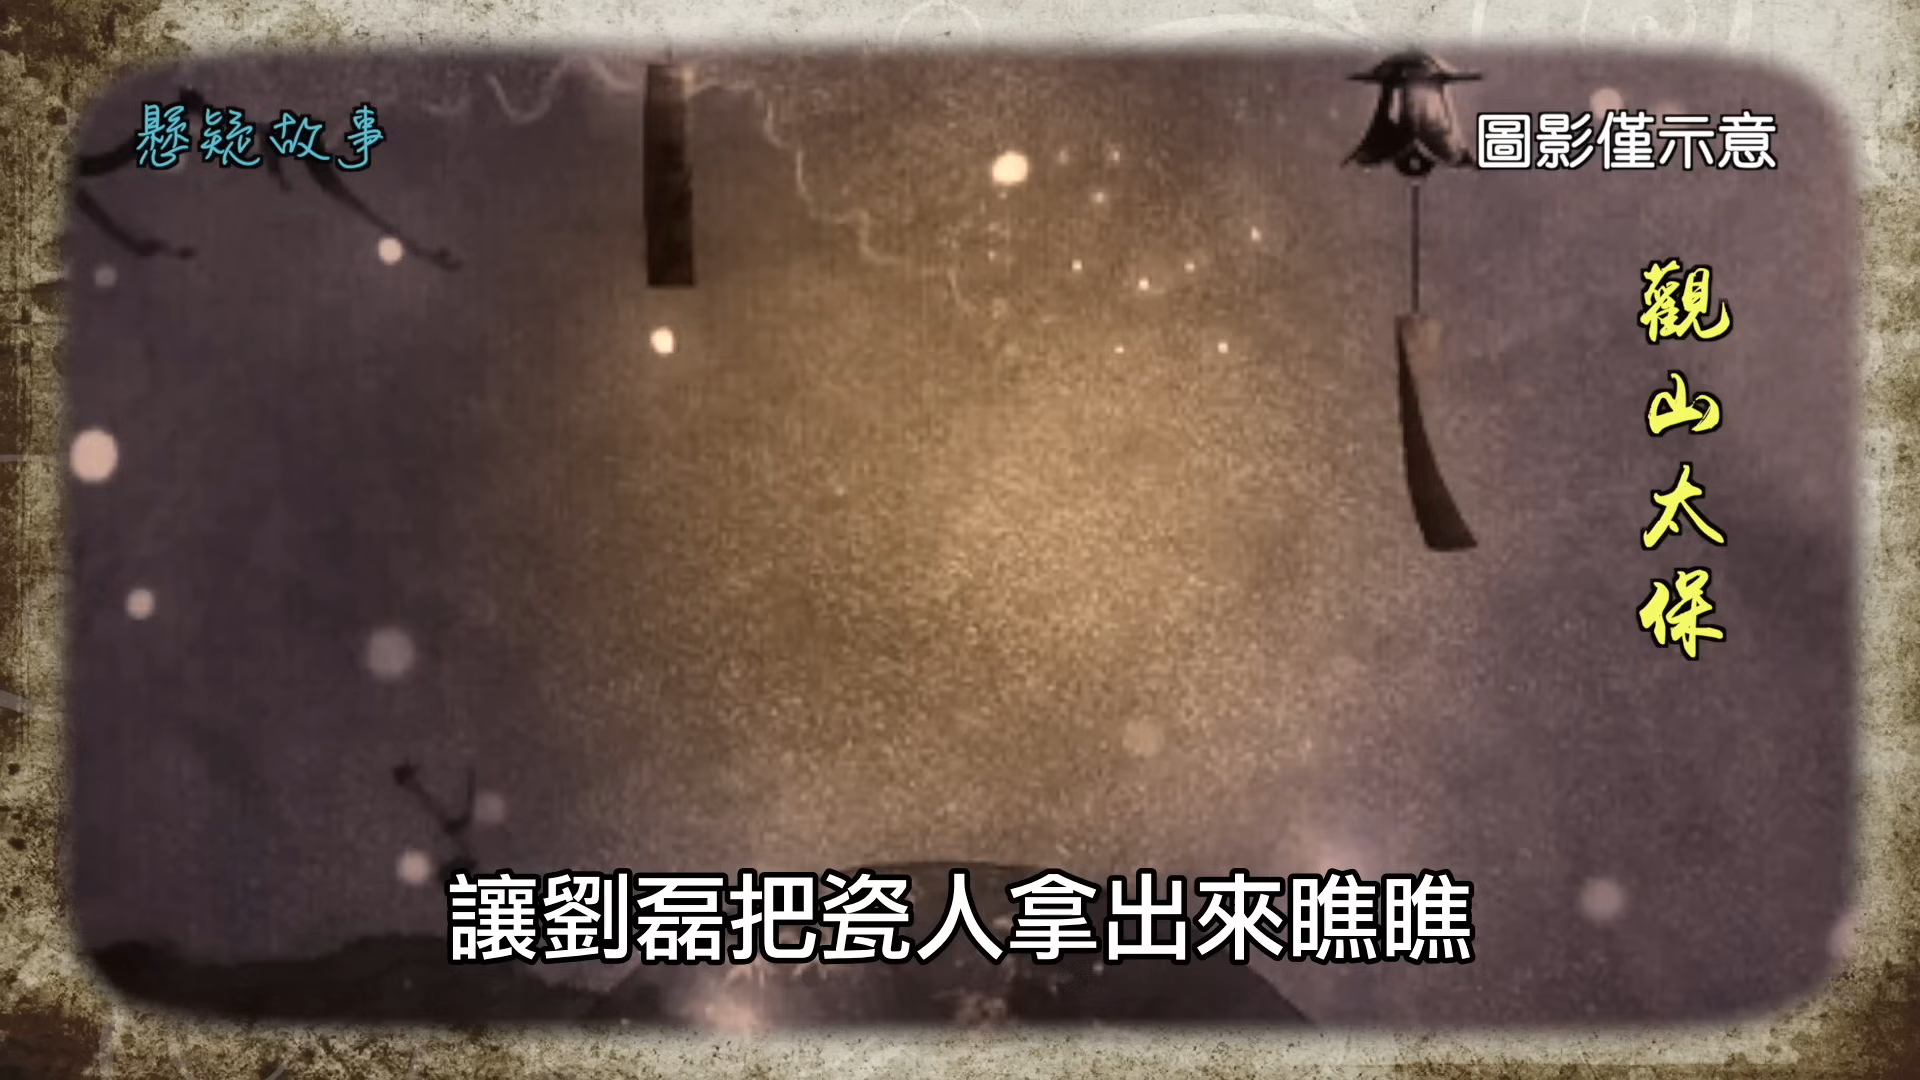 懸疑故事
圖影僅示意
觀山太保
讓劉磊把瓷人拿出來瞧瞧